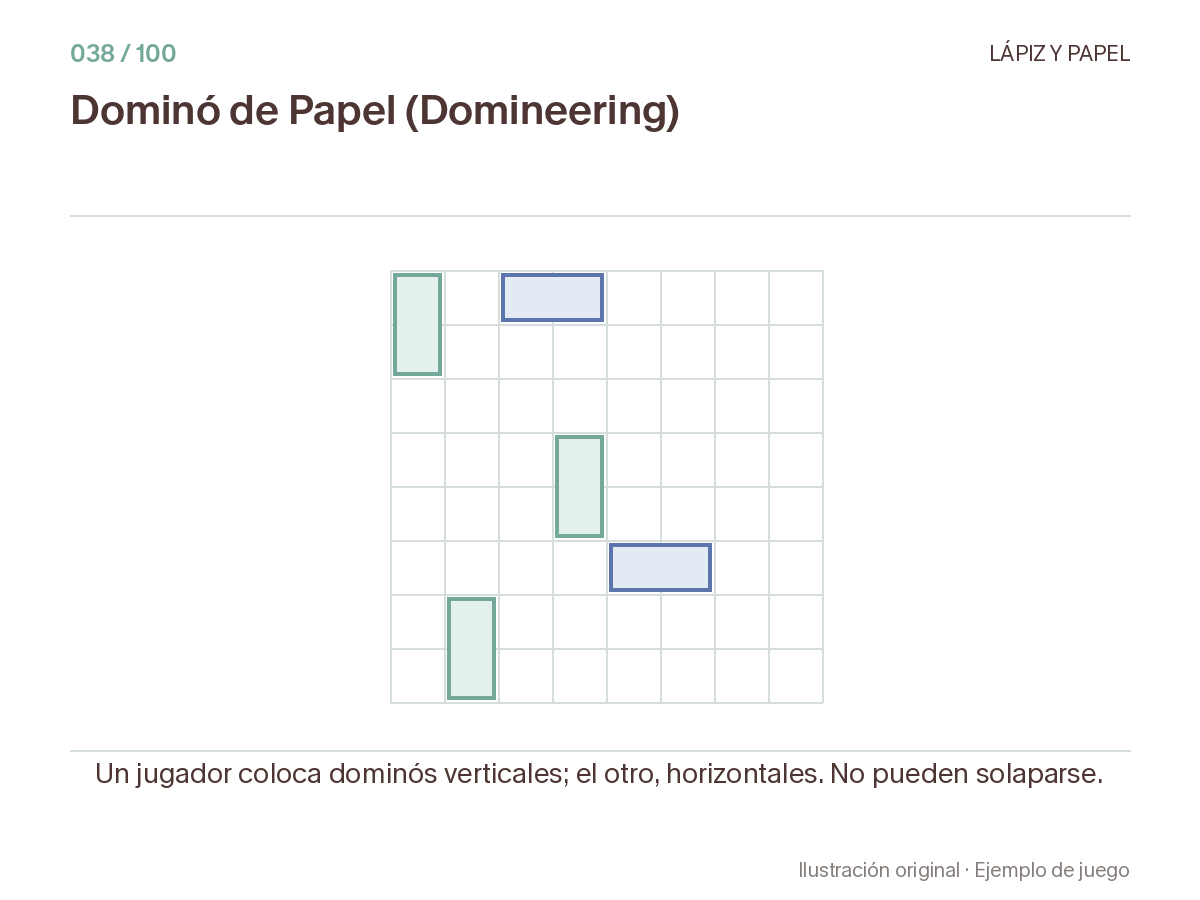 038 / 100
LÁPIZ Y PAPEL
Dominó de Papel (Domineering)
Un jugador coloca dominós verticales; el otro, horizontales. No pueden solaparse.
Ilustración original · Ejemplo de juego